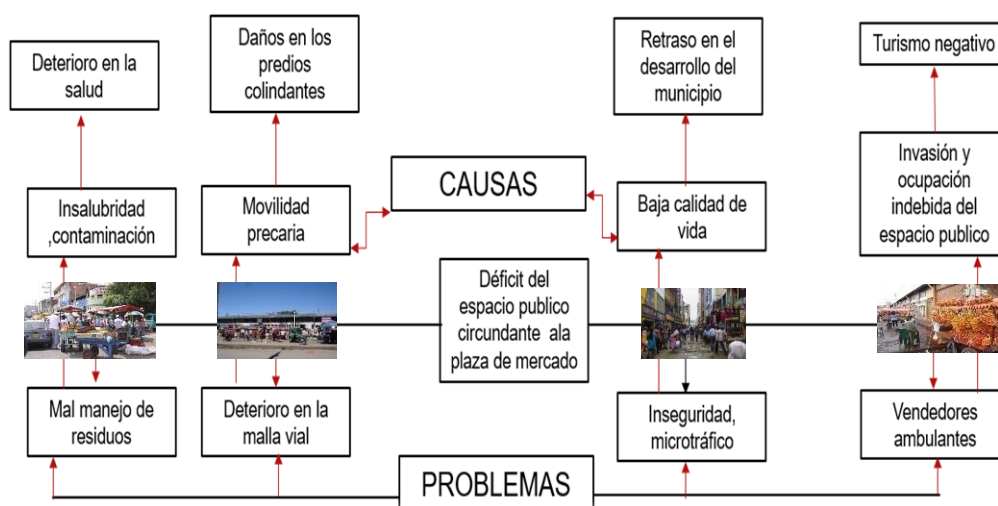 Deterioro en la
salud
Daños en los
predios
colindantes
Retraso en el
desarrollo del
municipio
Turismo negativo
Insalubridad
,contaminación
Movilidad
precaria
CAUSAS
Baja calidad de
vida
Invasión y
ocupación
indebida del
espacio publico
Déficit del
espacio publico
circundante ala
plaza de mercado
Mal manejo de
residuos
Deterioro en la
malla vial
Inseguridad,
microtráfico
Vendedores
ambulantes
PROBLEMAS